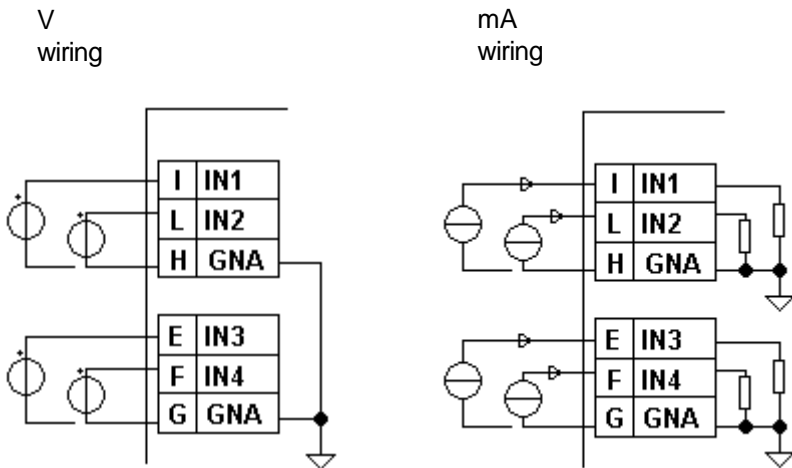 V
wiring
mA
wiring
I IN1
L IN2
H GNA
E IN3
F IN4
G GNA
I IN1
L IN2
H GNA
E IN3
F IN4
G GNA